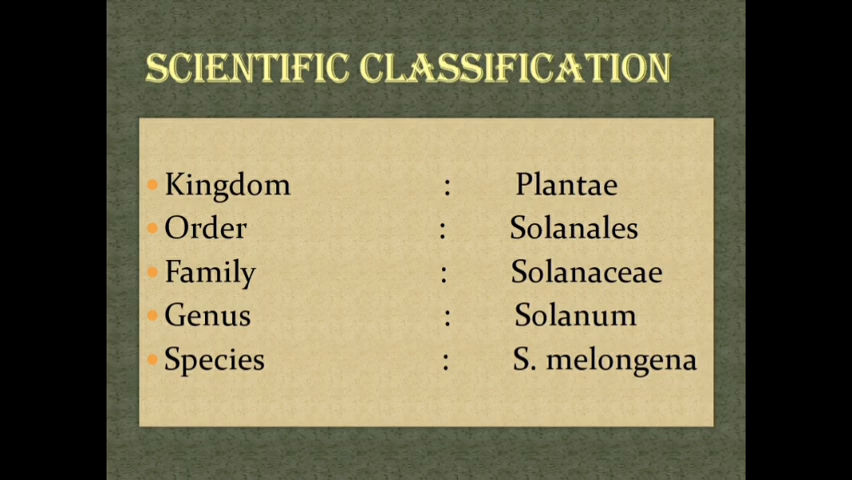 SCIENTIFIC CLASSIFICATION
• Kingdom : Plantae
• Order : Solanales
• Family : Solanaceae
• Genus : Solanum
• Species : S. melongena